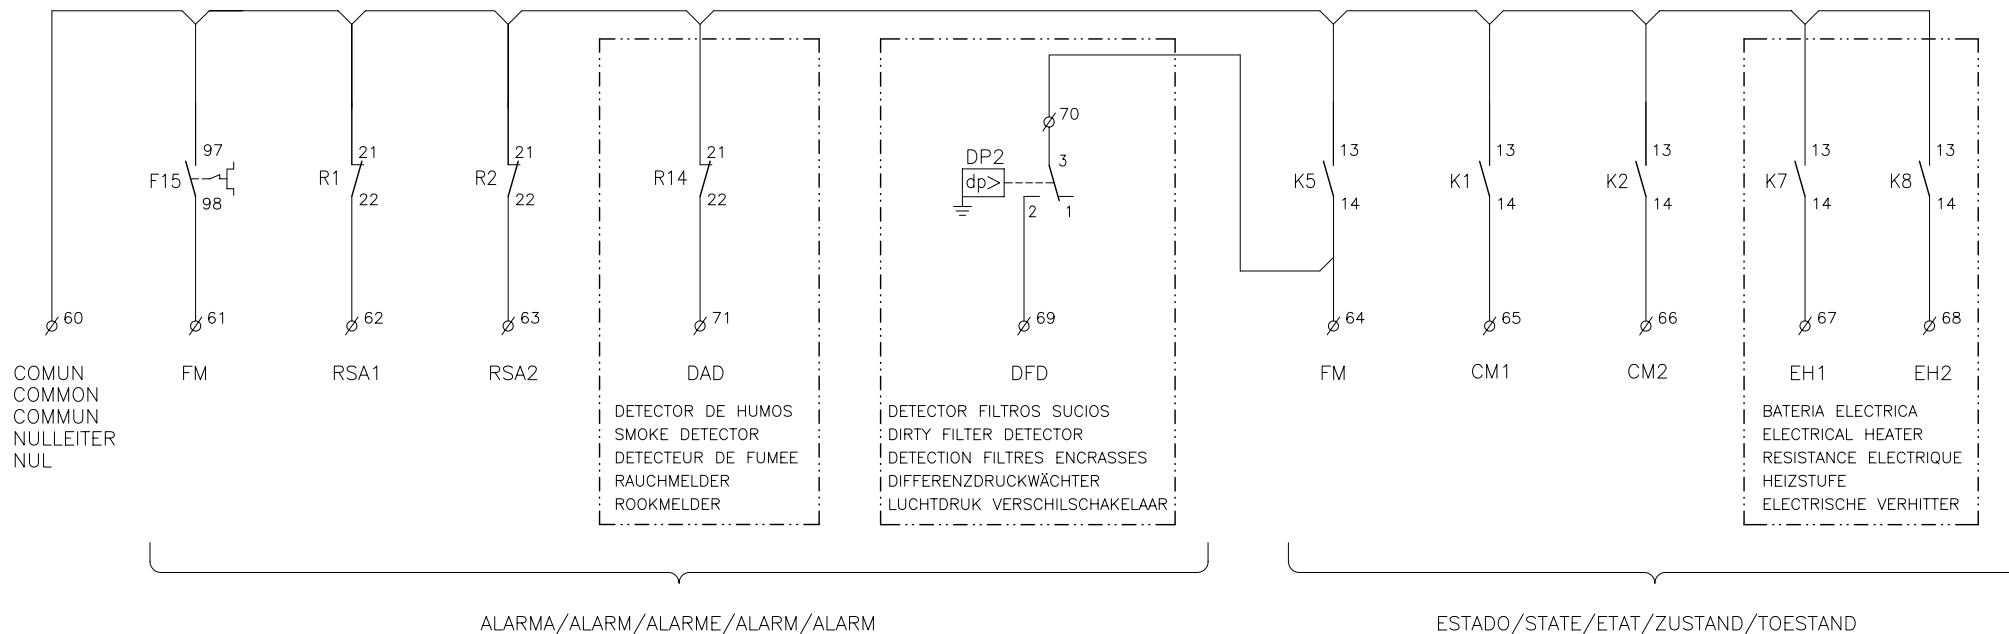 70
97
21
21
21
13
13
13
13
13
DP2
3
F15
R1
R2
R14
dp>
K5
K1
K2
K7
K8
98
22
22
22
2
1
14
14
14
14
14
60
61
62
63
71
69
64
65
66
67
68
COMUN
COMMON
COMMUN
NULLEITER
NUL
FM
RSA1
RSA2
DAD
DFD
FM
CM1
CM2
EH1
EH2
DETECTOR DE HUMOS
SMOKE DETECTOR
DETECTEUR DE FUMEE
RAUCHMELDER
ROOKMELDER
DETECTOR FILTROS SUCIOS
DIRTY FILTER DETECTOR
DETECTION FILTRES ENCRASSES
DIFFERENZDRUCKWÄCHTER
LUCHTDRUK VERSCHILSCHAKELAAR
BATERIA ELECTRICA
ELECTRICAL HEATER
RESISTANCE ELECTRIQUE
HEIZSTUFE
ELECTRISCHE VERHITTER
ALARMA/ALARM/ALARME/ALARM/ALARM
ESTADO/STATE/ETAT/ZUSTAND/TOESTAND